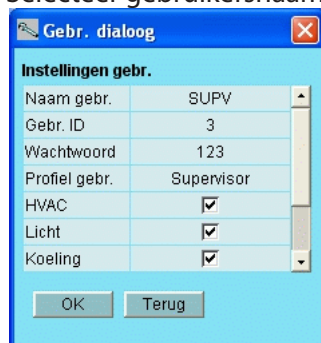 Selecteer gebruikersnaam
Gebr. dialoog
Instellingen gebr.
Naam gebr. SUPV
Gebr. ID 3
Wachtwoord 123
Profiel gebr. Supervisor
HVAC
Licht
Koeling
OK Terug